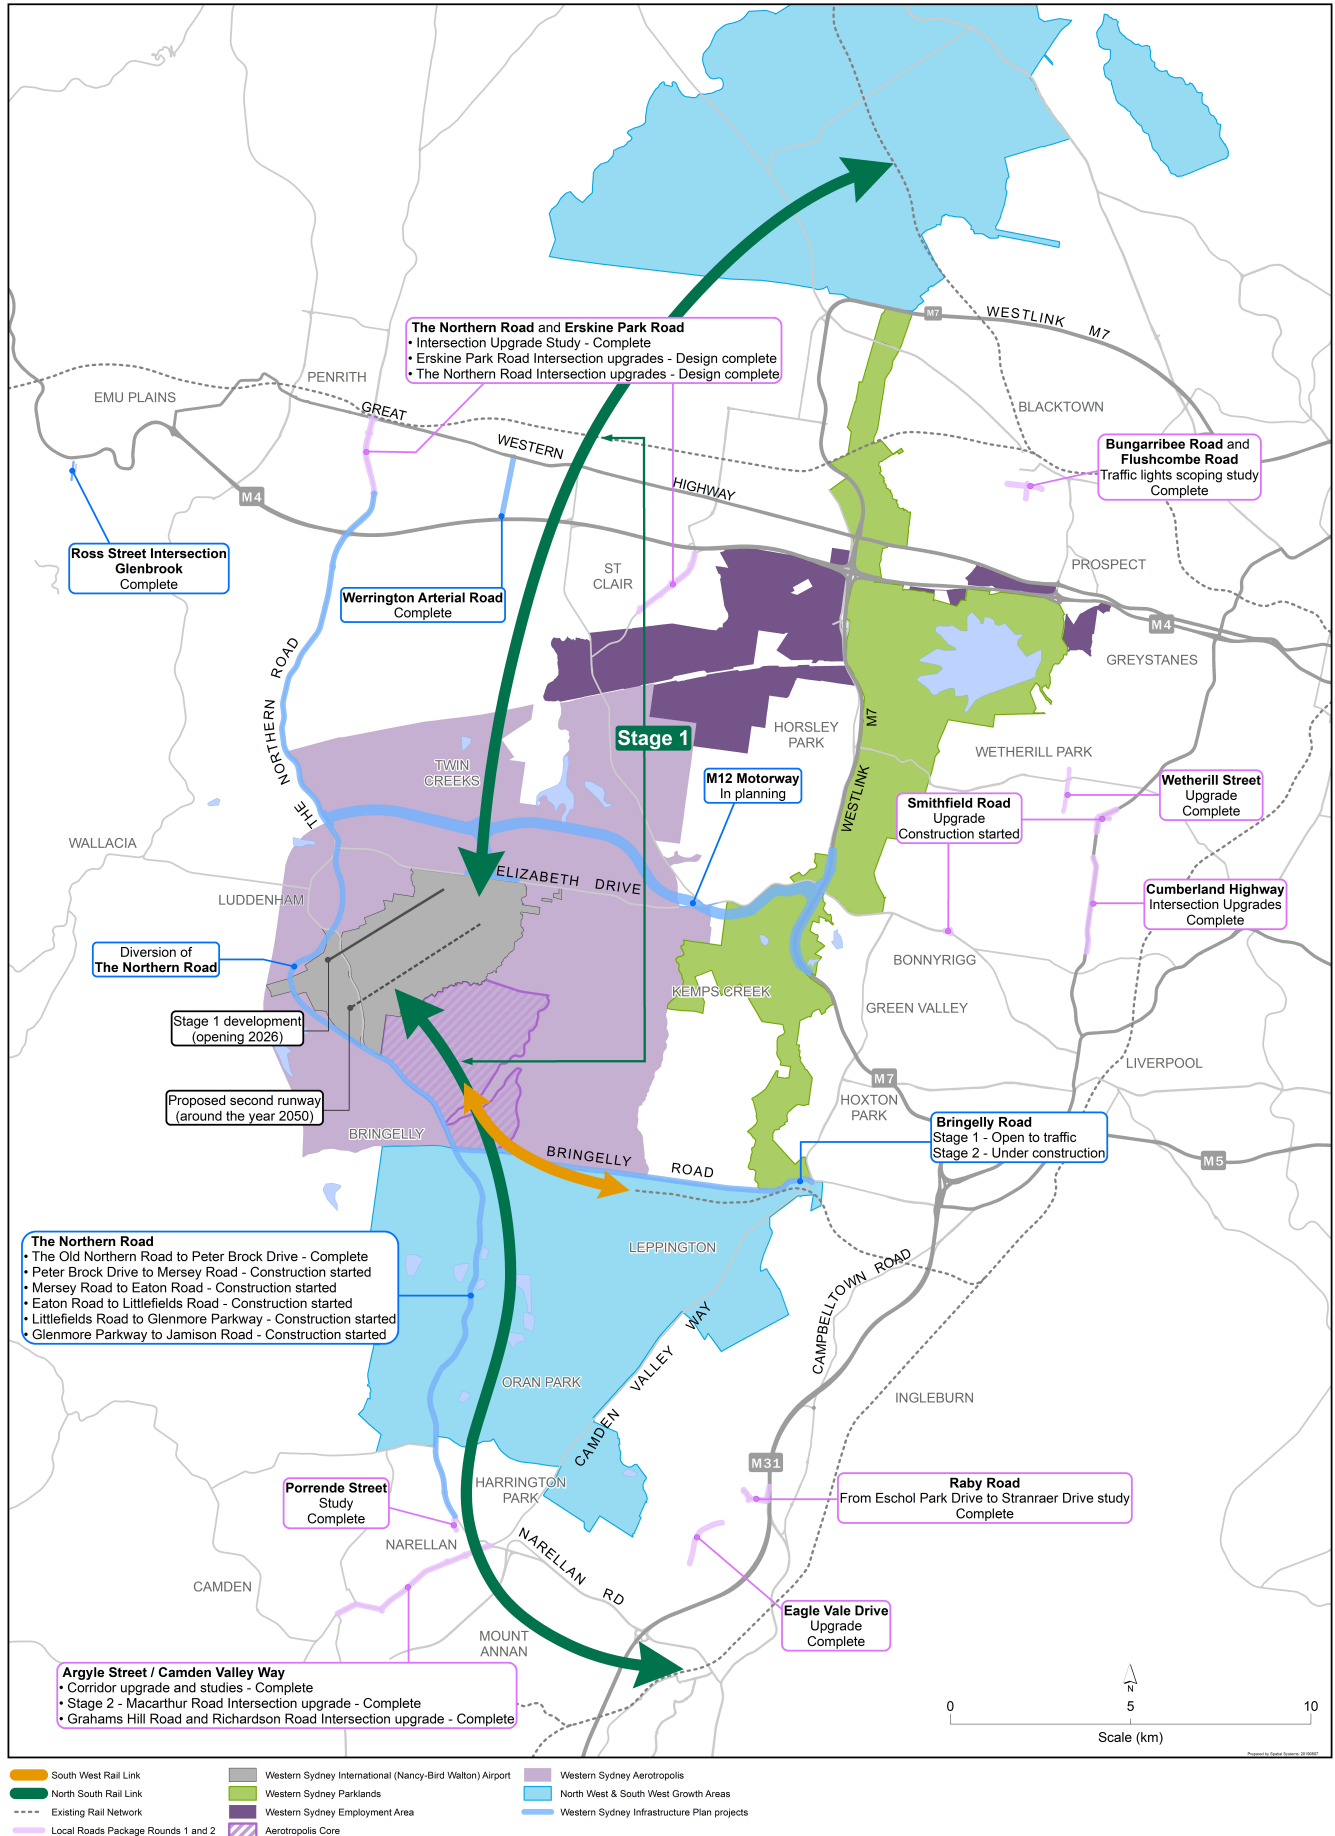 M7
WESTLINK
M7
The Northern Road and Erskine Park Road
• Intersection Upgrade Study - Complete
• Erskine Park Road Intersection upgrades - Design complete
• The Northern Road Intersection upgrades - Design complete
PENRITH
EMU PLAINS
GREAT
WESTERN
HIGHWAY
BLACKTOWN
Bungarribee Road and
Flushcombe Road
Traffic lights scoping study
Complete
M4
Ross Street Intersection
Glenbrook
Complete
Werrington Arterial Road
Complete
ST
CLAIR
PROSPECT
M4
GREYSTANES
THE NORTHERN ROAD
Stage 1
HORSLEY
PARK
M7
WESTLINK
WETHERILL PARK
TWIN
CREEKS
M12 Motorway
In planning
Wetherill Street
Upgrade
Complete
Smithfield Road
Upgrade
Construction started
WALLACIA
LUDDENHAM
ELIZABETH DRIVE
Cumberland Highway
Intersection Upgrades
Complete
Diversion of
The Northern Road
BONNYRIGG
KEMPS CREEK
GREEN VALLEY
Stage 1 development
(opening 2026)
LIVERPOOL
M7
HOXTON
PARK
Proposed second runway
(around the year 2050)
BRINGELLY
Bringelly Road
Stage 1 - Open to traffic
Stage 2 - Under construction
BRINGELLY ROAD
M5
The Northern Road
• The Old Northern Road to Peter Brock Drive - Complete
• Peter Brock Drive to Mersey Road - Construction started
• Mersey Road to Eaton Road - Construction started
• Eaton Road to Littlefields Road - Construction started
• Littlefields Road to Glenmore Parkway - Construction started
• Glenmore Parkway to Jamison Road - Construction started
LEPPINGTON
CAMPBELLTOWN ROAD
CAMDEN VALLEY WAY
ORAN PARK
INGLEBURN
M31
HARRINGTON
PARK
Porrende Street
Study
Complete
Raby Road
From Eschol Park Drive to Stranraer Drive study
Complete
NARELLAN
NARELLAN RD
CAMDEN
Eagle Vale Drive
Upgrade
Complete
MOUNT
ANNAN
Argyle Street / Camden Valley Way
• Corridor upgrade and studies - Complete
• Stage 2 - Macarthur Road Intersection upgrade - Complete
• Grahams Hill Road and Richardson Road Intersection upgrade - Complete
N
0 5 10
Scale (km)
Prepared by Spatial Systems: 20190807
South West Rail Link
North South Rail Link
Existing Rail Network
Local Roads Package Rounds 1 and 2
Western Sydney International (Nancy-Bird Walton) Airport
Western Sydney Parklands
Western Sydney Employment Area
Aerotropolis Core
Western Sydney Aerotropolis
North West & South West Growth Areas
Western Sydney Infrastructure Plan projects